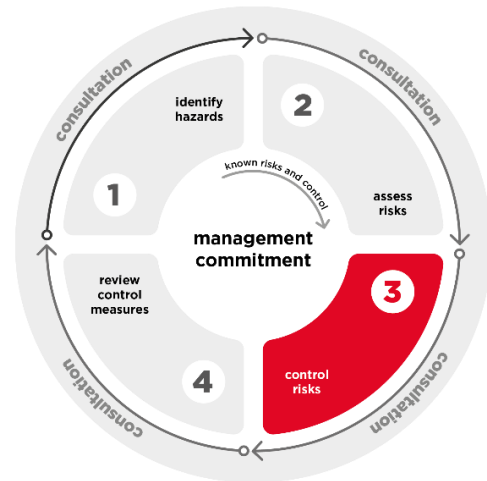 consultation
consultation
identify
hazards
1
2
assess
risks
known risks and control
management
commitment
review
control
measures
4
3
control
risks
consultation
consultation